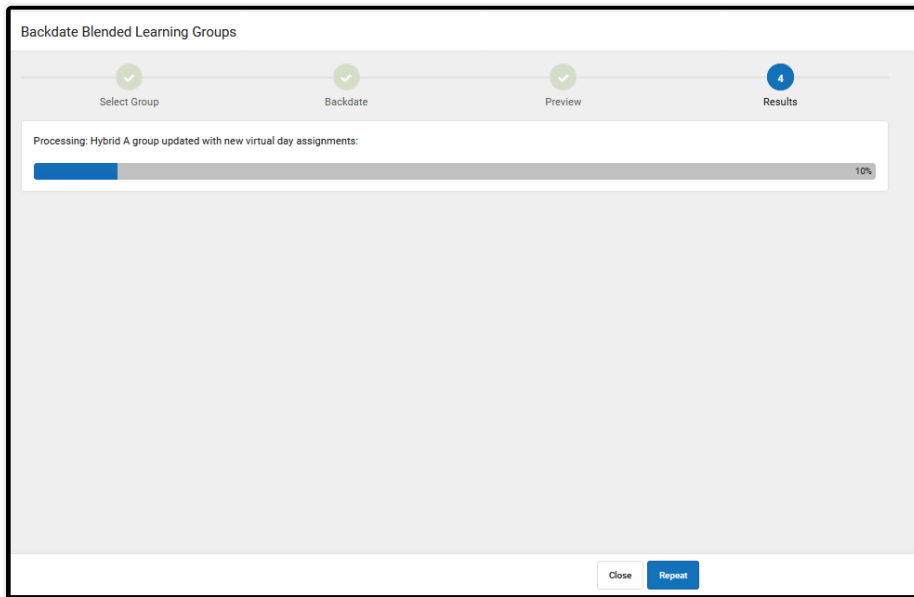 Backdate Blended Learning Groups
4
Select Group Backdate Preview Results
Processing: Hybrid A group updated with new virtual day assignments:
10%
Close Repeat